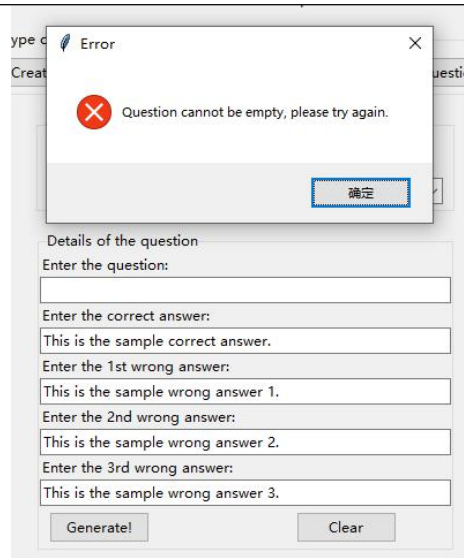 ype c
Error
Creat
uesti
Question cannot be empty, please try again.
确定
Details of the question
Enter the question:
Enter the correct answer:
This is the sample correct answer.
Enter the 1st wrong answer:
This is the sample wrong answer 1.
Enter the 2nd wrong answer:
This is the sample wrong answer 2.
Enter the 3rd wrong answer:
This is the sample wrong answer 3.
Generate! Clear